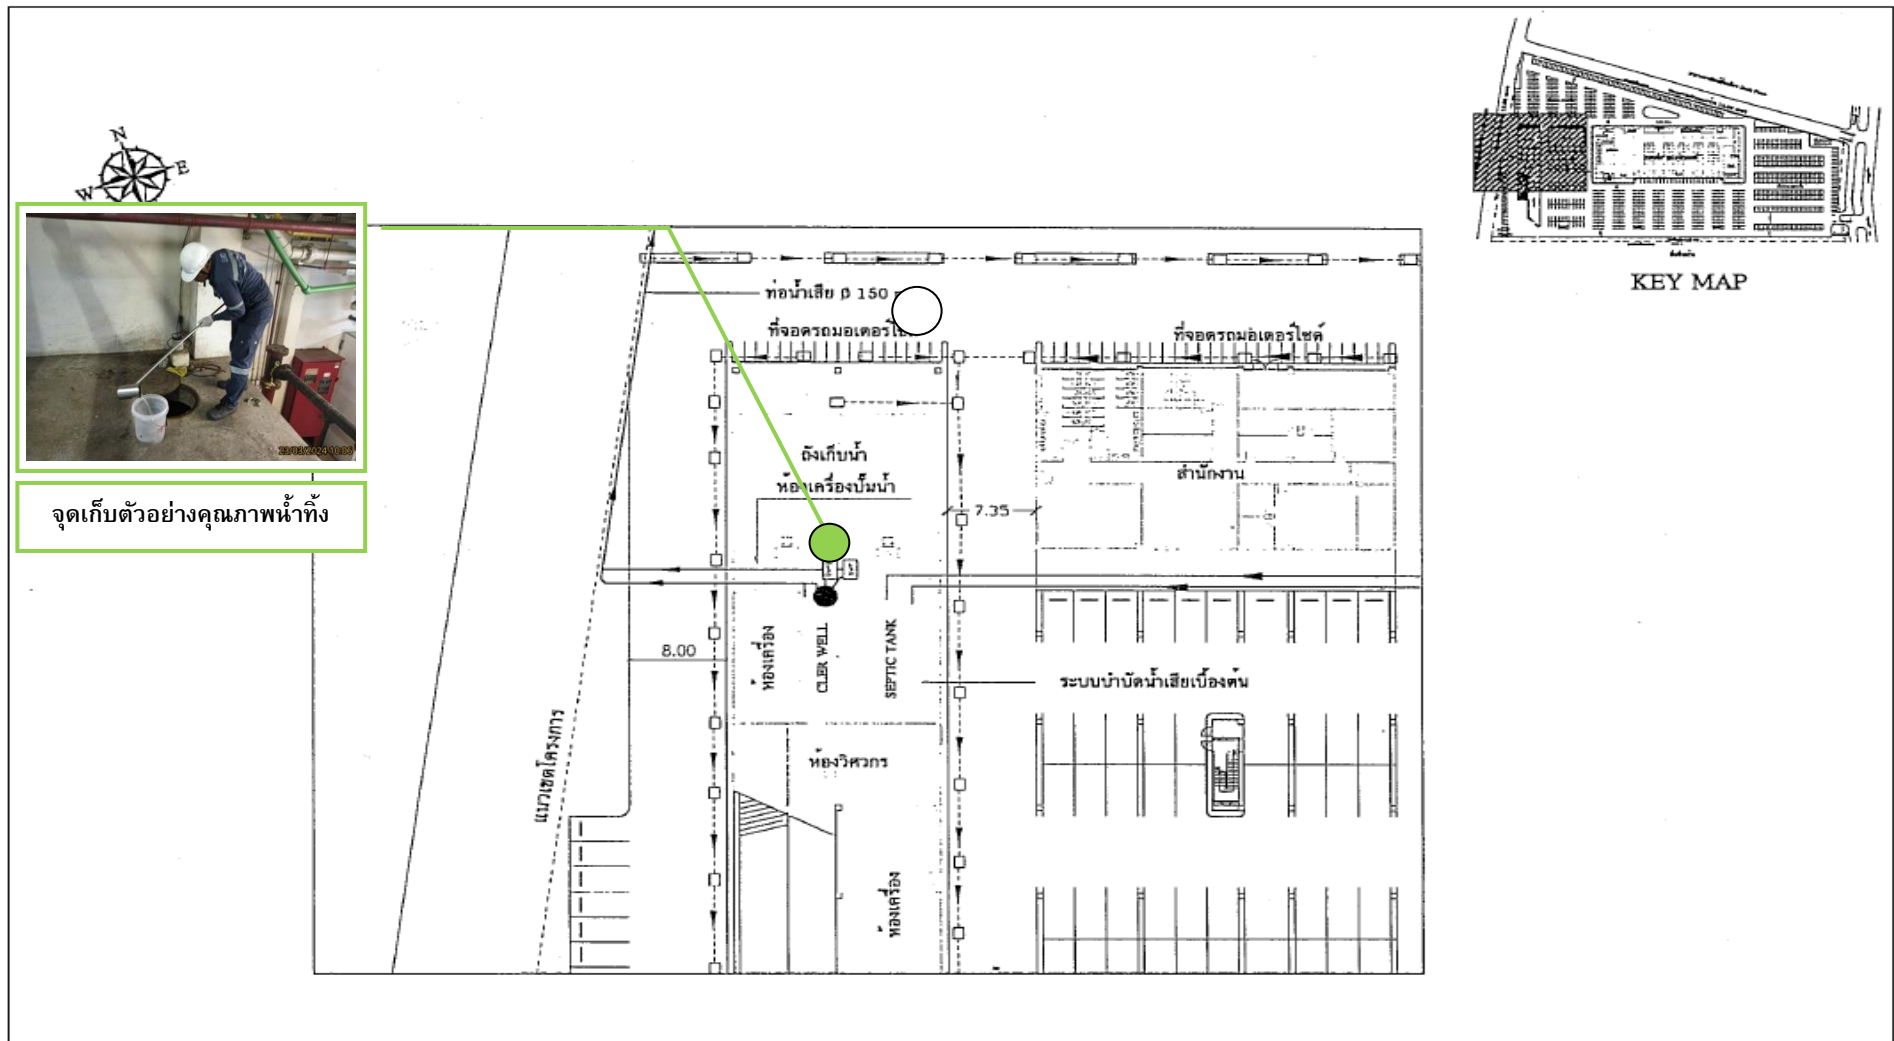 N
E
W
KEY MAP
ท่อน้ำเสีย β 150
ที่จอดรถมอเตอร์ไซ
ที่จอดรถมอเตอร์ไซด์
23/03/2024 10:06
จุดเก็บตัวอย่างคุณภาพน้ำทิ้ง
ถังเก็บน้ำ
ห้องเครื่องปั๊มน้ำ
สำนักงาน
7.35
8.00
ห้องเครื่อง
CLER WELL
SEPTIC TANK
ระบบบำบัดน้ำเสียเบื้องต้น
ห้องวิศวกร
แนวเขตโครงการ
ห้องเครื่อง